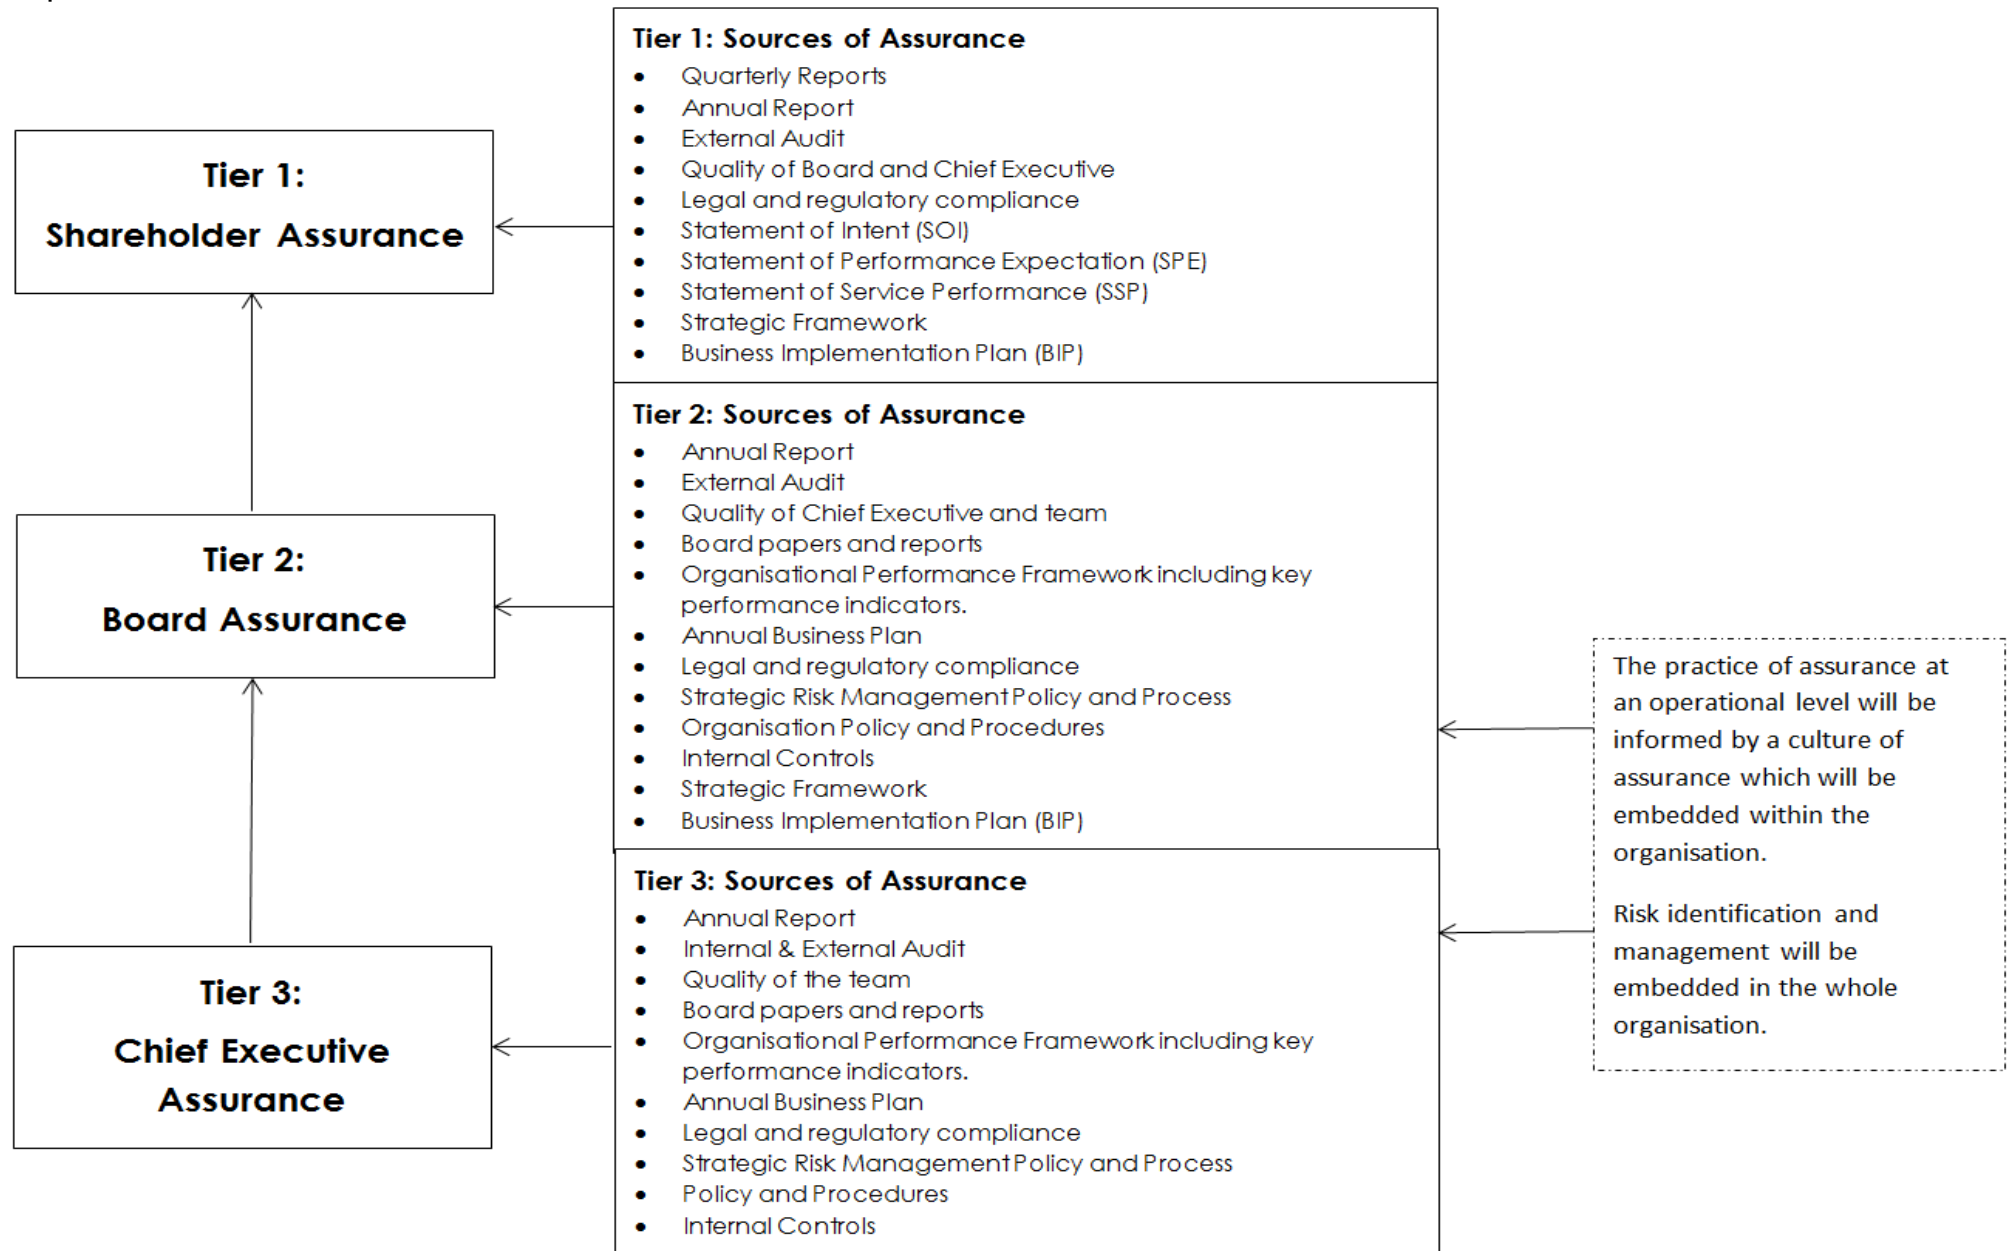 Tier 1: Sources of Assurance
• Quarterly Reports
• Annual Report
• External Audit
• Quality of Board and Chief Executive
• Legal and regulatory compliance
• Statement of Intent (SOI)
• Statement of Performance Expectation (SPE)
• Statement of Service Performance (SSP)
• Strategic Framework
• Business Implementation Plan (BIP)
Tier 1:
Shareholder Assurance
Tier 2: Sources of Assurance
• Annual Report
• External Audit
• Quality of Chief Executive and team
• Board papers and reports
• Organisational Performance Framework including key
performance indicators.
• Annual Business Plan
• Legal and regulatory compliance
• Strategic Risk Management Policy and Process
• Organisation Policy and Procedures
• Internal Controls
• Strategic Framework
• Business Implementation Plan (BIP)
Tier 2:
Board Assurance
The practice of assurance at
an operational level will be
informed by a culture of
assurance which will be
embedded within the
organisation.
Risk identification and
management will be
embedded in the whole
organisation.
Tier 3: Sources of Assurance
• Annual Report
• Internal & External Audit
• Quality of the team
• Board papers and reports
• Organisational Performance Framework including key
performance indicators.
• Annual Business Plan
• Legal and regulatory compliance
• Strategic Risk Management Policy and Process
• Policy and Procedures
• Internal Controls
Tier 3:
Chief Executive
Assurance